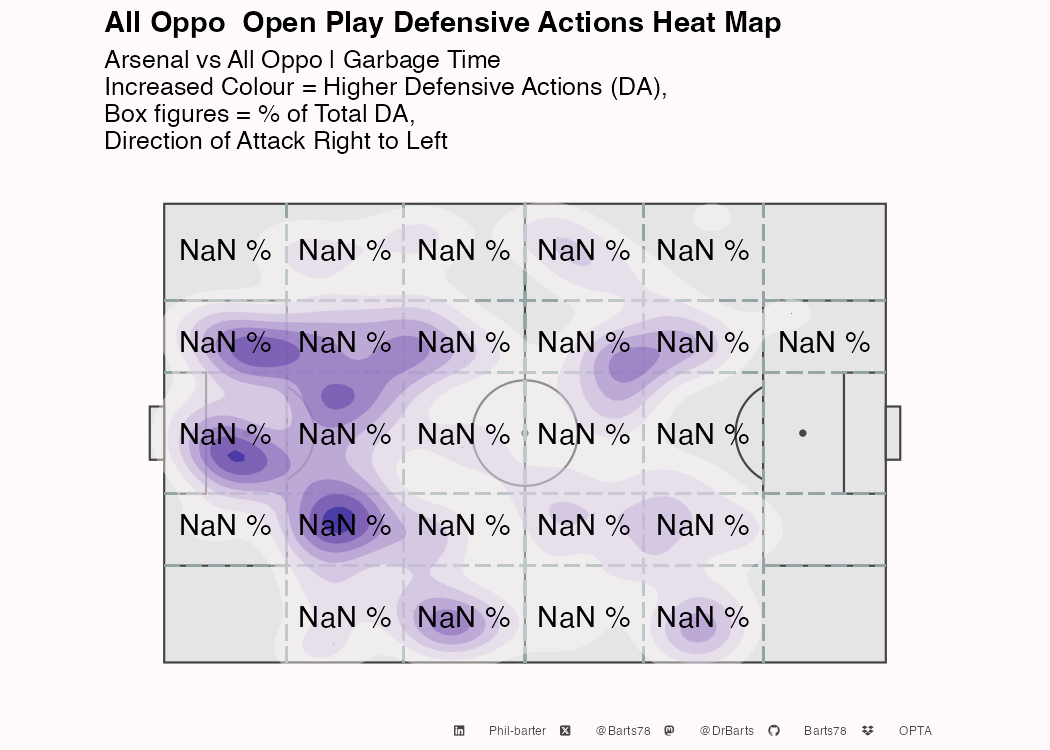 All Oppo  Open Play Defensive Actions Heat Map
Arsenal vs All Oppo | Garbage Time
Increased Colour = Higher Defensive Actions (DA),
Box figures = % of Total DA,
Direction of Attack Right to Left
NaN % NaN % NaN % NaN % NaN %
NaN % NaN % NaN % NaN % NaN % NaN %
NaN % NaN % NaN % NaN % NaN %
NaN % NaN % NaN % NaN % NaN %
NaN % NaN % NaN % NaN %
Phil-barter @Barts78 @DrBarts Barts78 OPTA